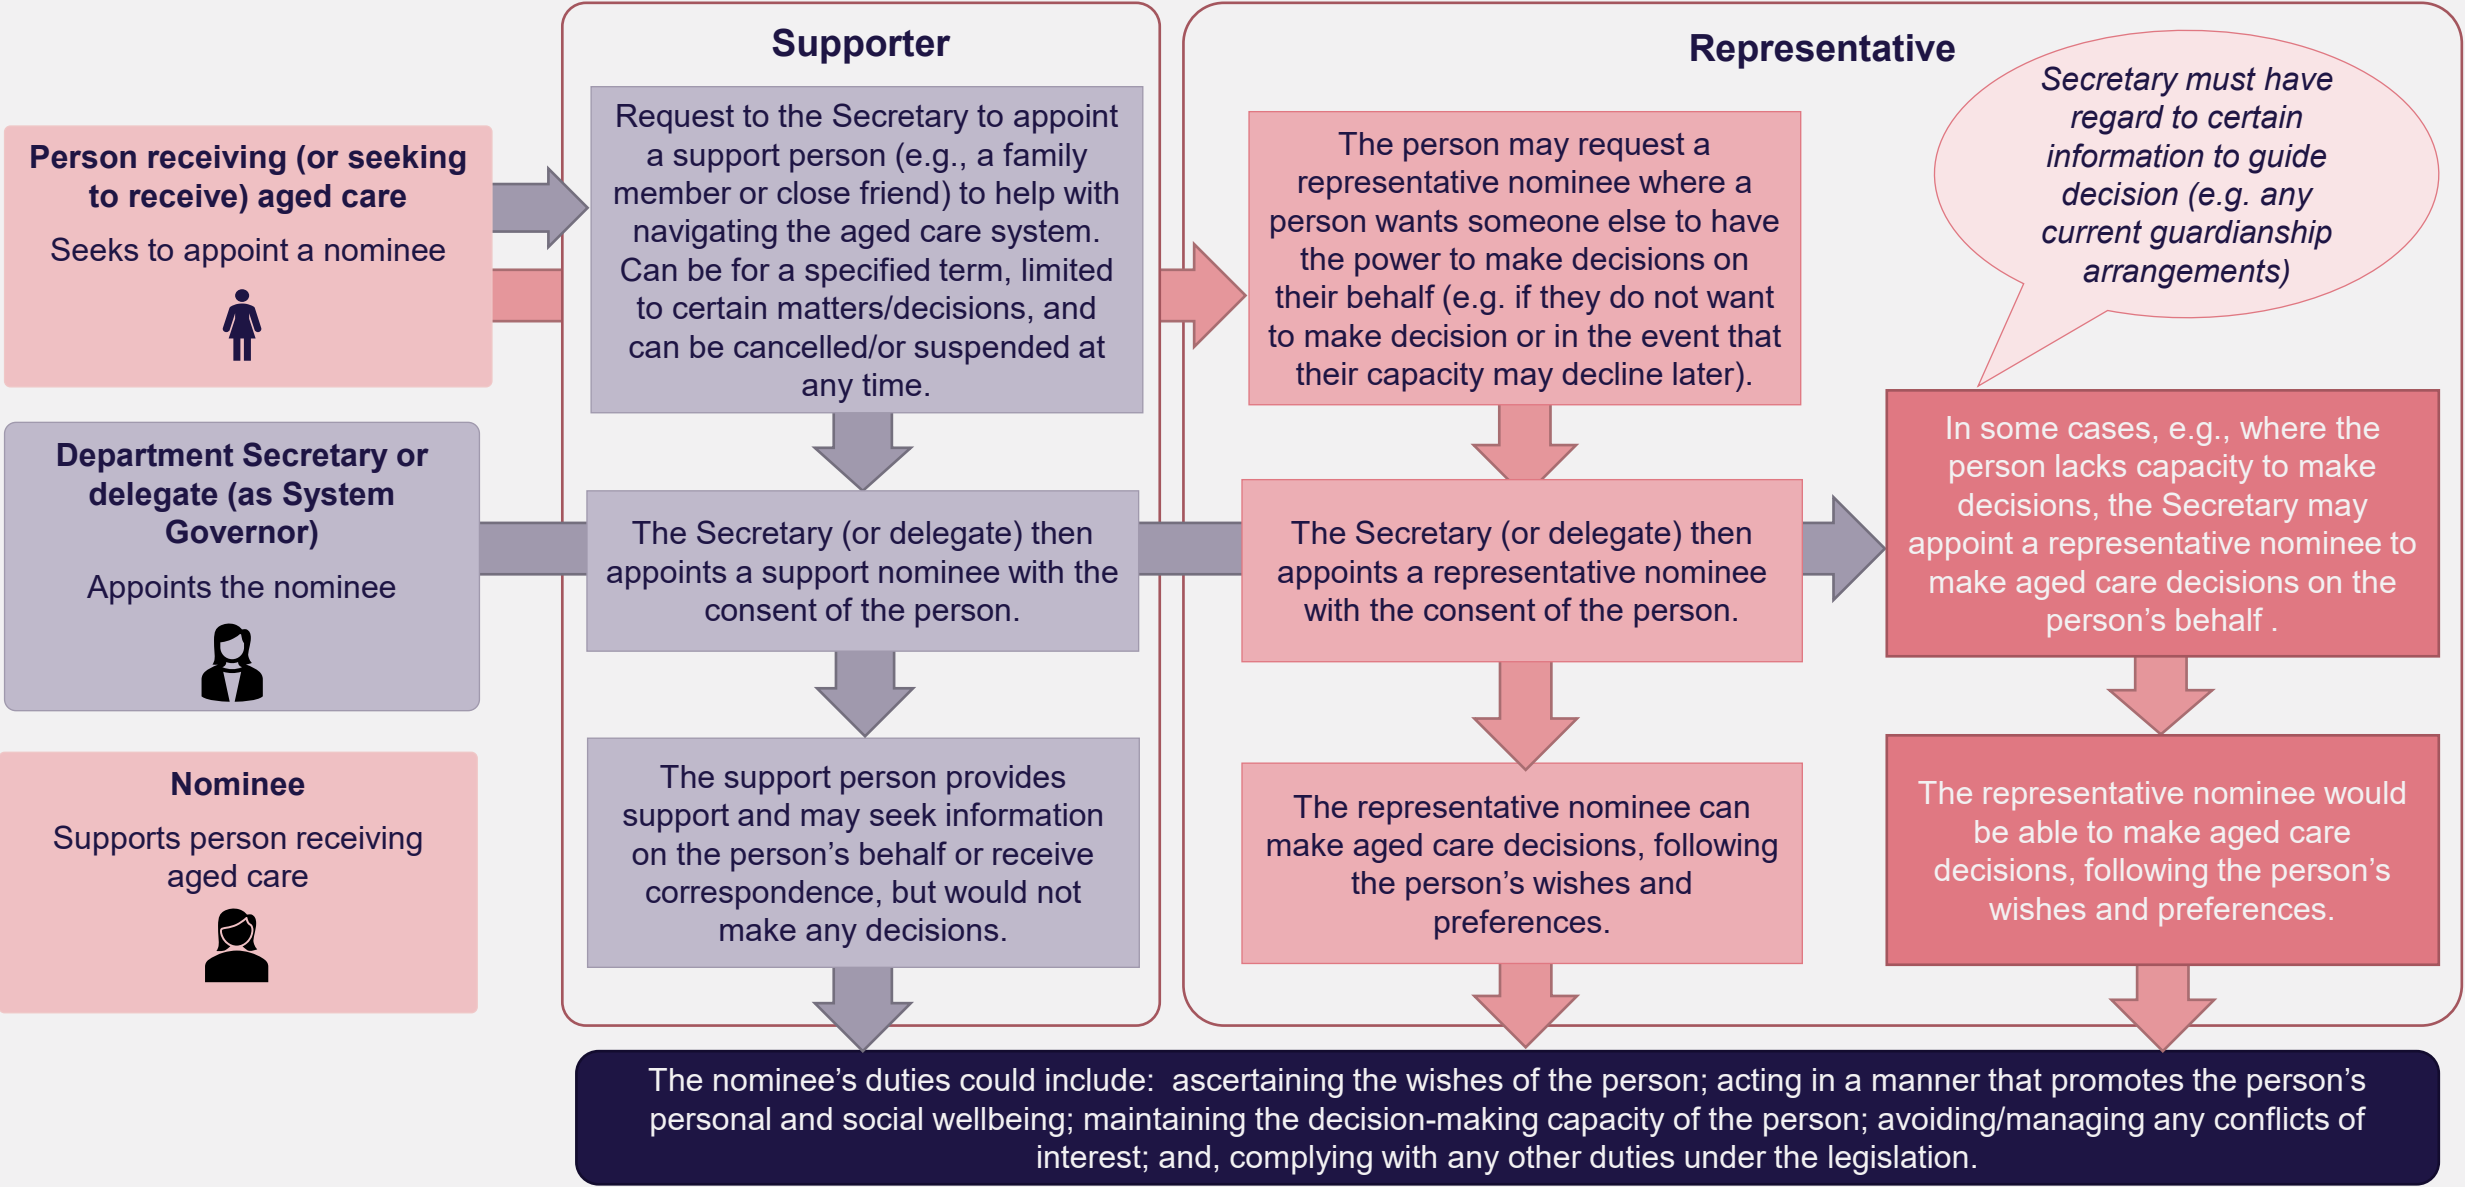 Supporter
Representative
Person receiving (or seeking
to receive) aged care
Seeks to appoint a nominee
Request to the Secretary to appoint
a support person (e.g., a family
member or close friend) to help with
navigating the aged care system.
Can be for a specified term, limited
to certain matters/decisions, and
can be cancelled/or suspended at
any time.
The person may request a
representative nominee where a
person wants someone else to have
the power to make decisions on
their behalf (e.g. if they do not want
to make decision or in the event that
their capacity may decline later).
Secretary must have
regard to certain
information to guide
decision (e.g. any
current guardianship
arrangements)
Department Secretary or
delegate (as System
Governor)
Appoints the nominee
The Secretary (or delegate) then
appoints a support nominee with the
consent of the person.
The Secretary (or delegate) then
appoints a representative nominee
with the consent of the person.
In some cases, e.g., where the
person lacks capacity to make
decisions, the Secretary may
appoint a representative nominee to
make aged care decisions on the
person’s behalf .
Nominee
Supports person receiving
aged care
The support person provides
support and may seek information
on the person’s behalf or receive
correspondence, but would not
make any decisions.
The representative nominee can
make aged care decisions, following
the person’s wishes and
preferences.
The representative nominee would
be able to make aged care
decisions, following the person’s
wishes and preferences.
The nominee’s duties could include:  ascertaining the wishes of the person; acting in a manner that promotes the person’s
personal and social wellbeing; maintaining the decision-making capacity of the person; avoiding/managing any conflicts of
interest; and, complying with any other duties under the legislation.